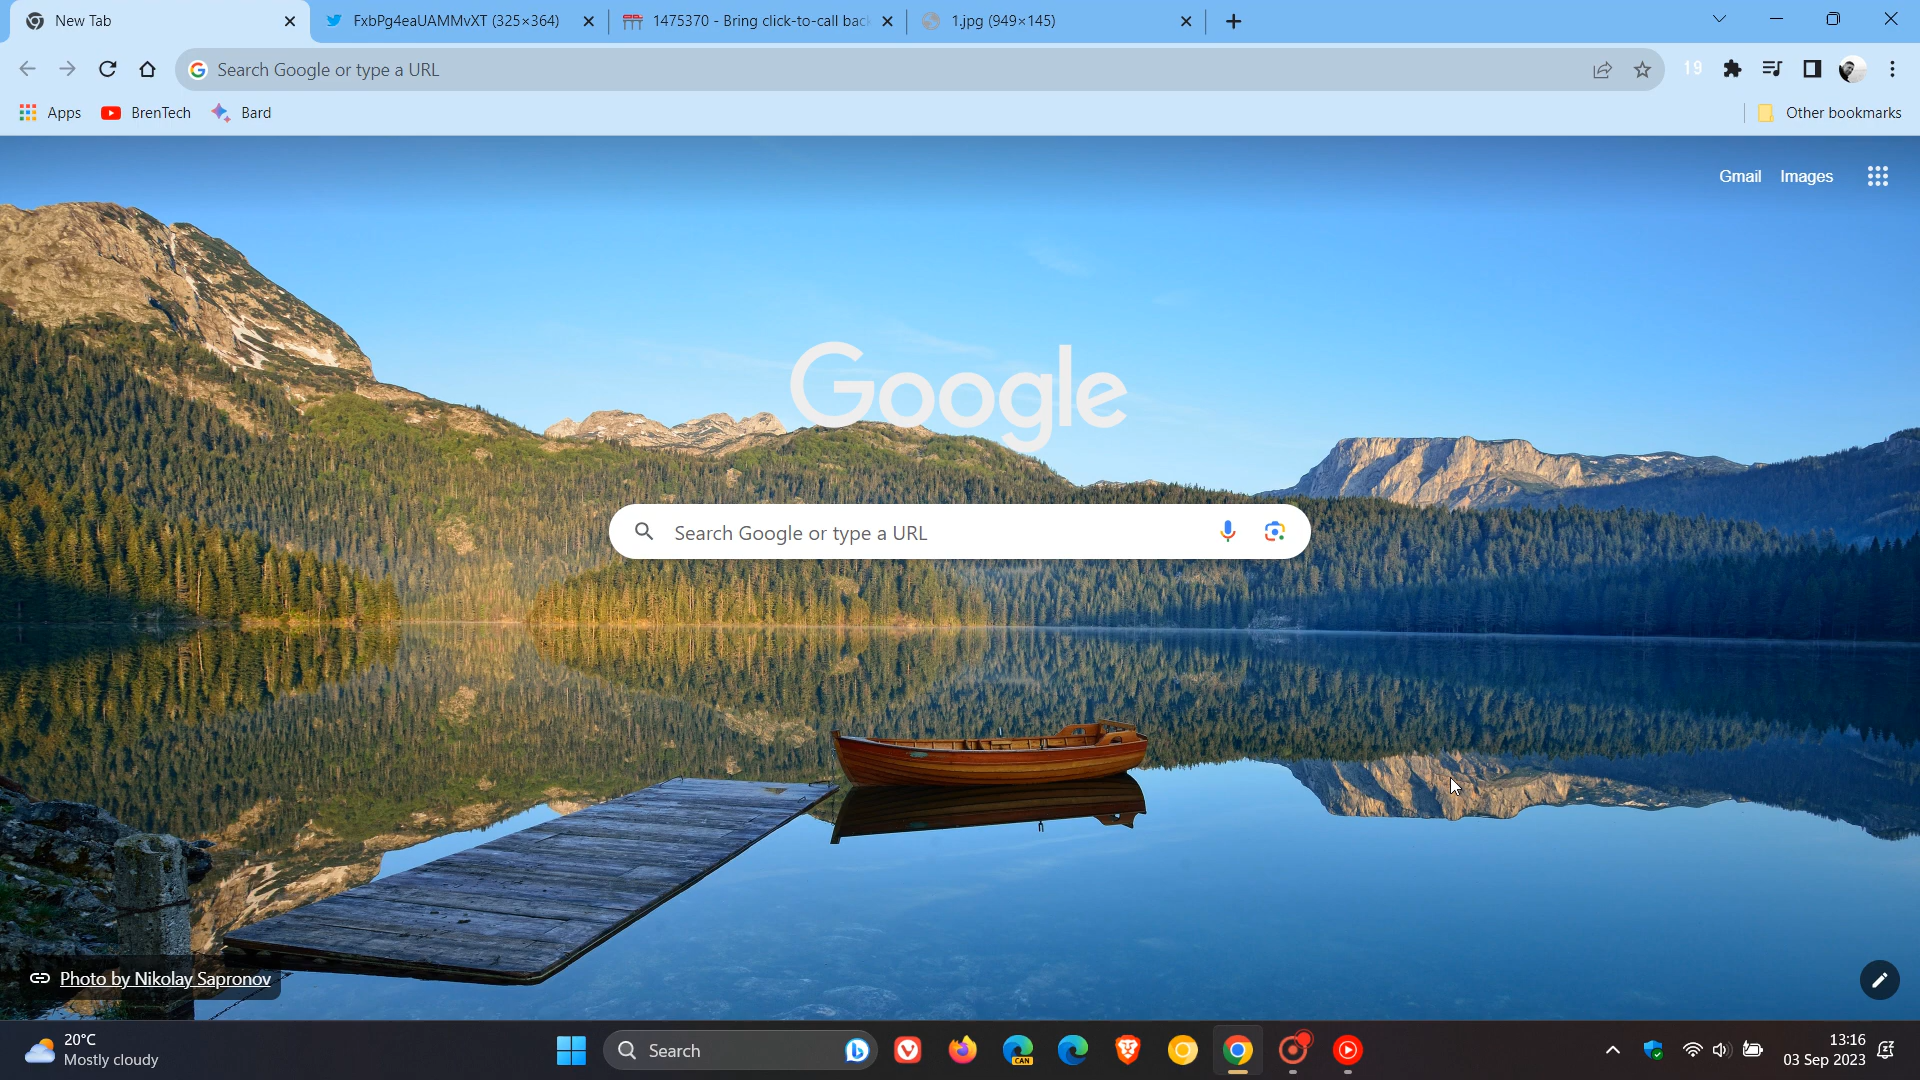 New Tab
FxbPg4eaUAMMvXT (325×364)
1475370 - Bring click-to-call back
1.jpg (949×145)
Search Google or type a URL
19
Apps
BrenTech
Bard
Other bookmarks
Gmail
Images
Google
Search Google or type a URL
Photo by Nikolay Sapronov
20°C
Mostly cloudy
Search
CAN
13:16
03 Sep 2023